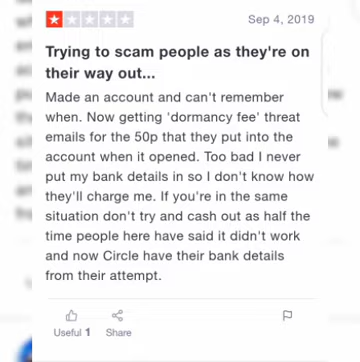 Sep 4, 2019
Trying to scam people as they're on
their way out...
Made an account and can't remember
when. Now getting 'dormancy fee' threat
emails for the 50p that they put into the
account when it opened. Too bad I never
put my bank details in so I don't know how
they'll charge me. If you're in the same
situation don't try and cash out as half the
time people here have said it didn't work
and now Circle have their bank details
from their attempt.
Useful 1 Share